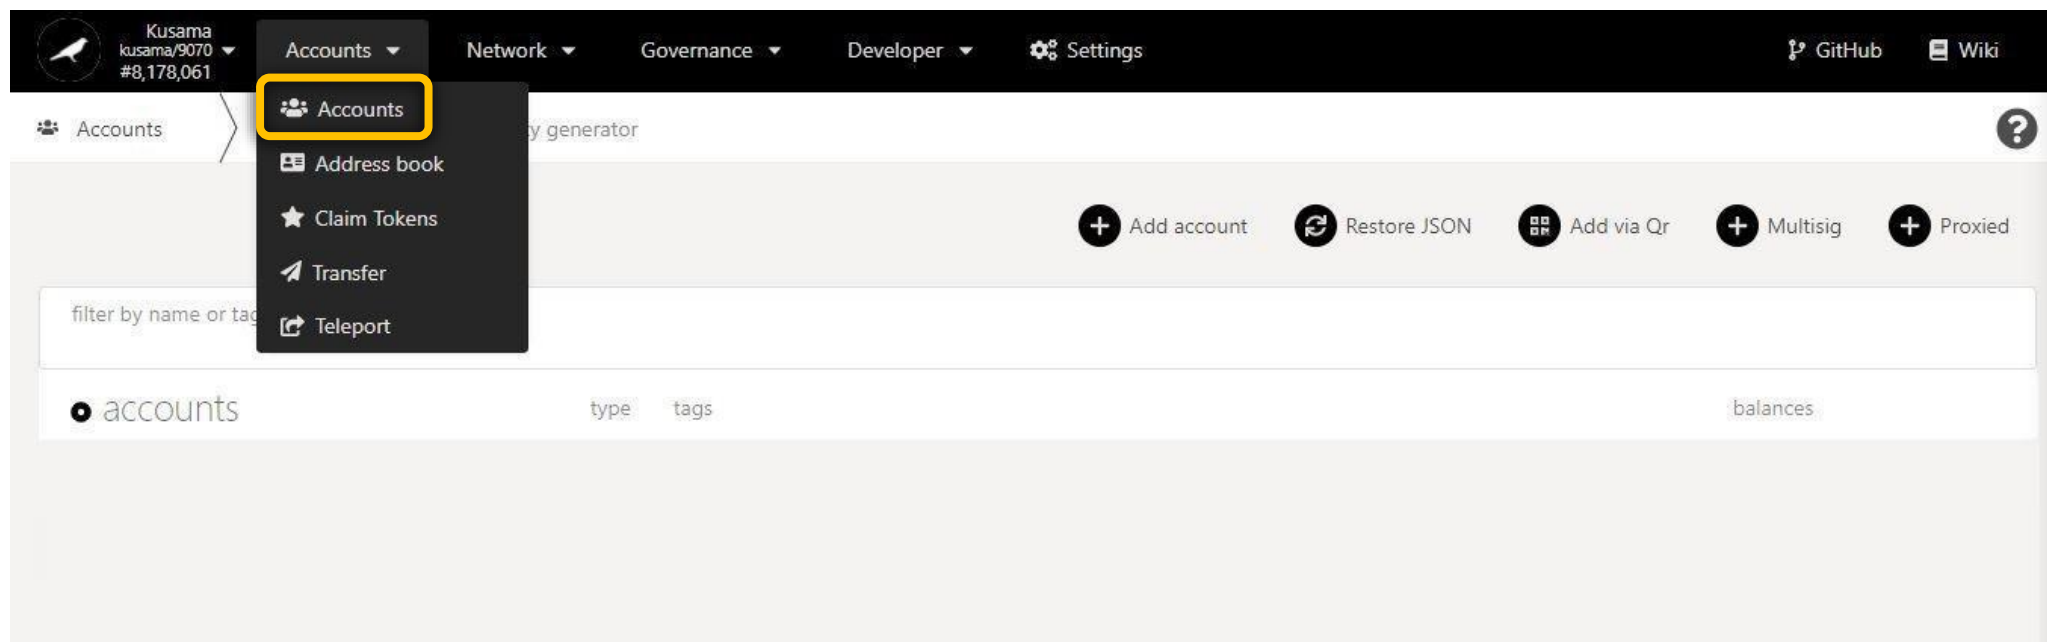 Kusama
kusama/9070
#8,178,061
Accounts
Network
Governance
Developer
Settings
GitHub
Wiki
Accounts
Accounts
Address book
Claim Tokens
Transfer
Teleport
y generator
Add account
Restore JSON
Add via Qr
Multisig
Proxied
filter by name or tag
accounts
type
tags
balances